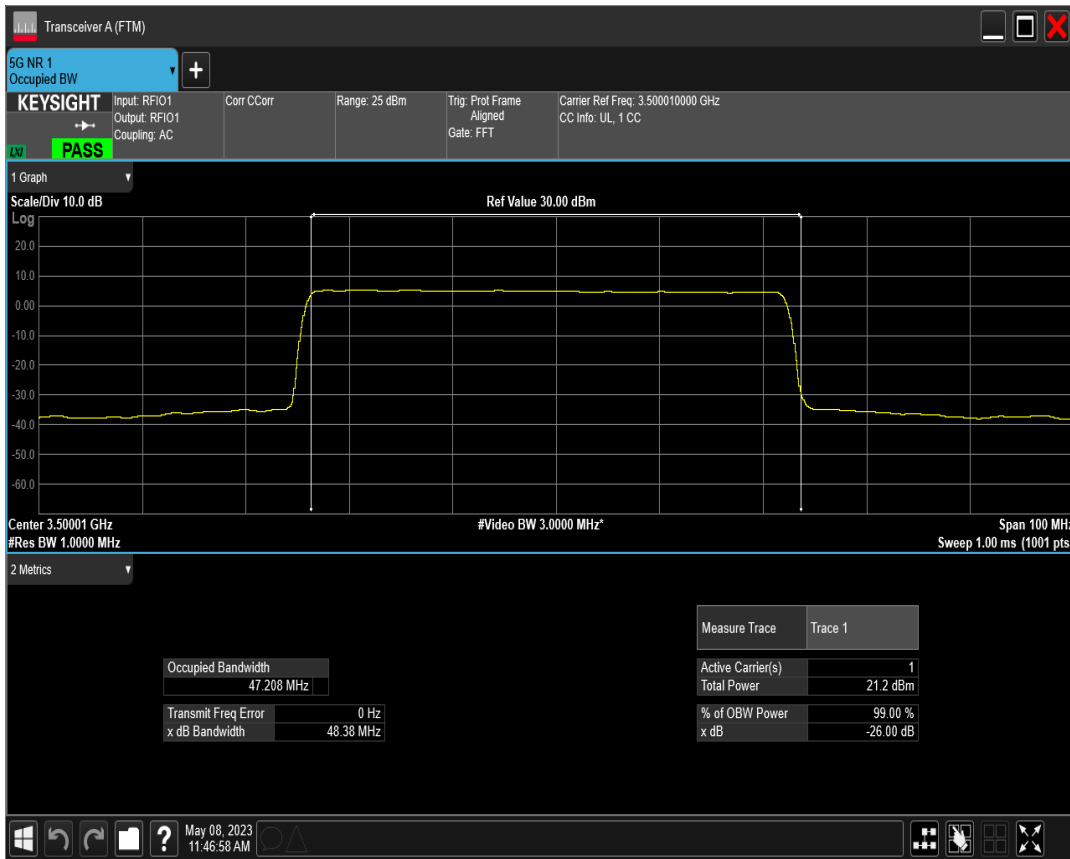 Transceiver A (FTM)
5G NR 1
Occupied BW
KEYSIGHT
LXI
PASS
Input: RFIO1
Output: RFIO1
Coupling: AC
Corr CCorr
Range: 25 dBm
Trig: Prot Frame
Aligned
Gate: FFT
Carrier Ref Freq: 3.500010000 GHz
CC Info: UL, 1 CC
1 Graph
Scale/Div 10.0 dB
Ref Value 30.00 dBm
Log
20.0
10.0
0.00
-10.0
-20.0
-30.0
-40.0
-50.0
-60.0
Center 3.50001 GHz
#Video BW 3.0000 MHz*
Span 100 MHz
#Res BW 1.0000 MHz
Sweep 1.00 ms (1001 pts
2 Metrics
Measure Trace Trace 1
Occupied Bandwidth
47.208 MHz
Active Carrier(s) 1
Total Power 21.2 dBm
Transmit Freq Error 0 Hz
x dB Bandwidth 48.38 MHz
% of OBW Power 99.00 %
x dB -26.00 dB
?
May 08, 2023
11:46:58 AM